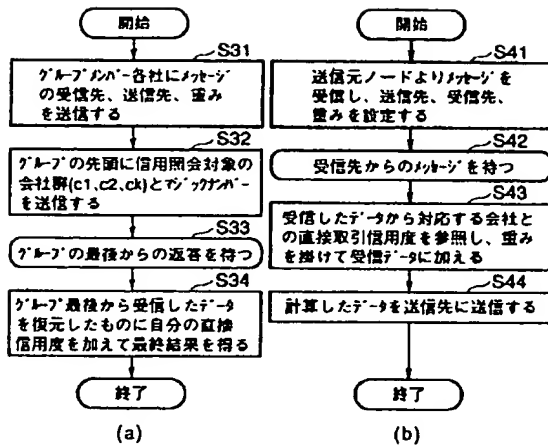 開始
S31
グループメンバー各社にメッセージ
の受信先、送信先、重み
を送信する
S32
グループの先頭に信用照会対象の
会社群(c1,c2,ck)とマジックナンバー
を送信する
S33
グループの最後からの返答を待つ
S34
グループ最後から受信したデータ
を復元したものに自分の直接
信用度を加えて最終結果を得る
終了
(a)
開始
S41
送信元ノードよりメッセージを
受信し、送信先、受信先、
重みを設定する
S42
受信先からのメッセージを待つ
S43
受信したデータから対応する会社と
の直接取引信用度を参照し、重み
を掛けて受信データに加える
S44
計算したデータを送信先に送信する
終了
(b)